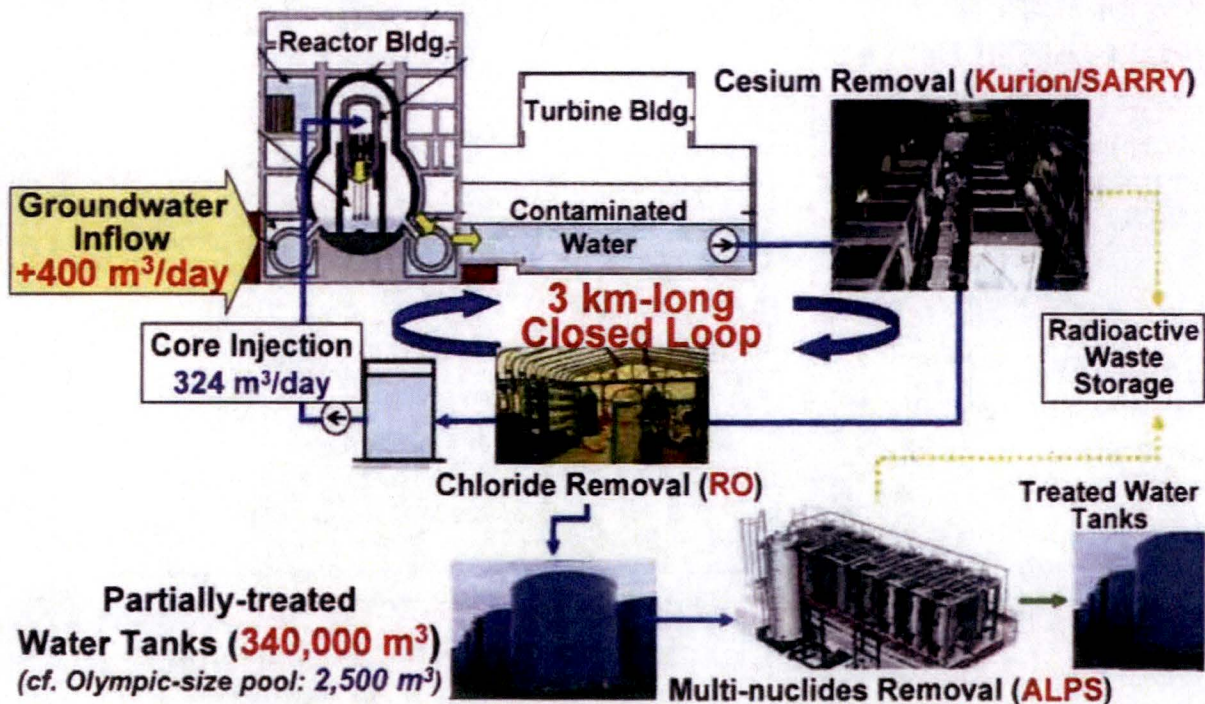 Reactor Bldg.
Turbine Bldg.
Cesium Removal (Kurion/SARRY)
Groundwater
Inflow
+400 m³/day
Contaminated
Water
3 km-long
Closed Loop
Core Injection
324 m³/day
Radioactive
Waste
Storage
Chloride Removal (RO)
Treated Water
Tanks
Partially-treated
Water Tanks (340,000 m³)
(cf. Olympic-size pool: 2,500 m³)
Multi-nuclides Removal (ALPS)